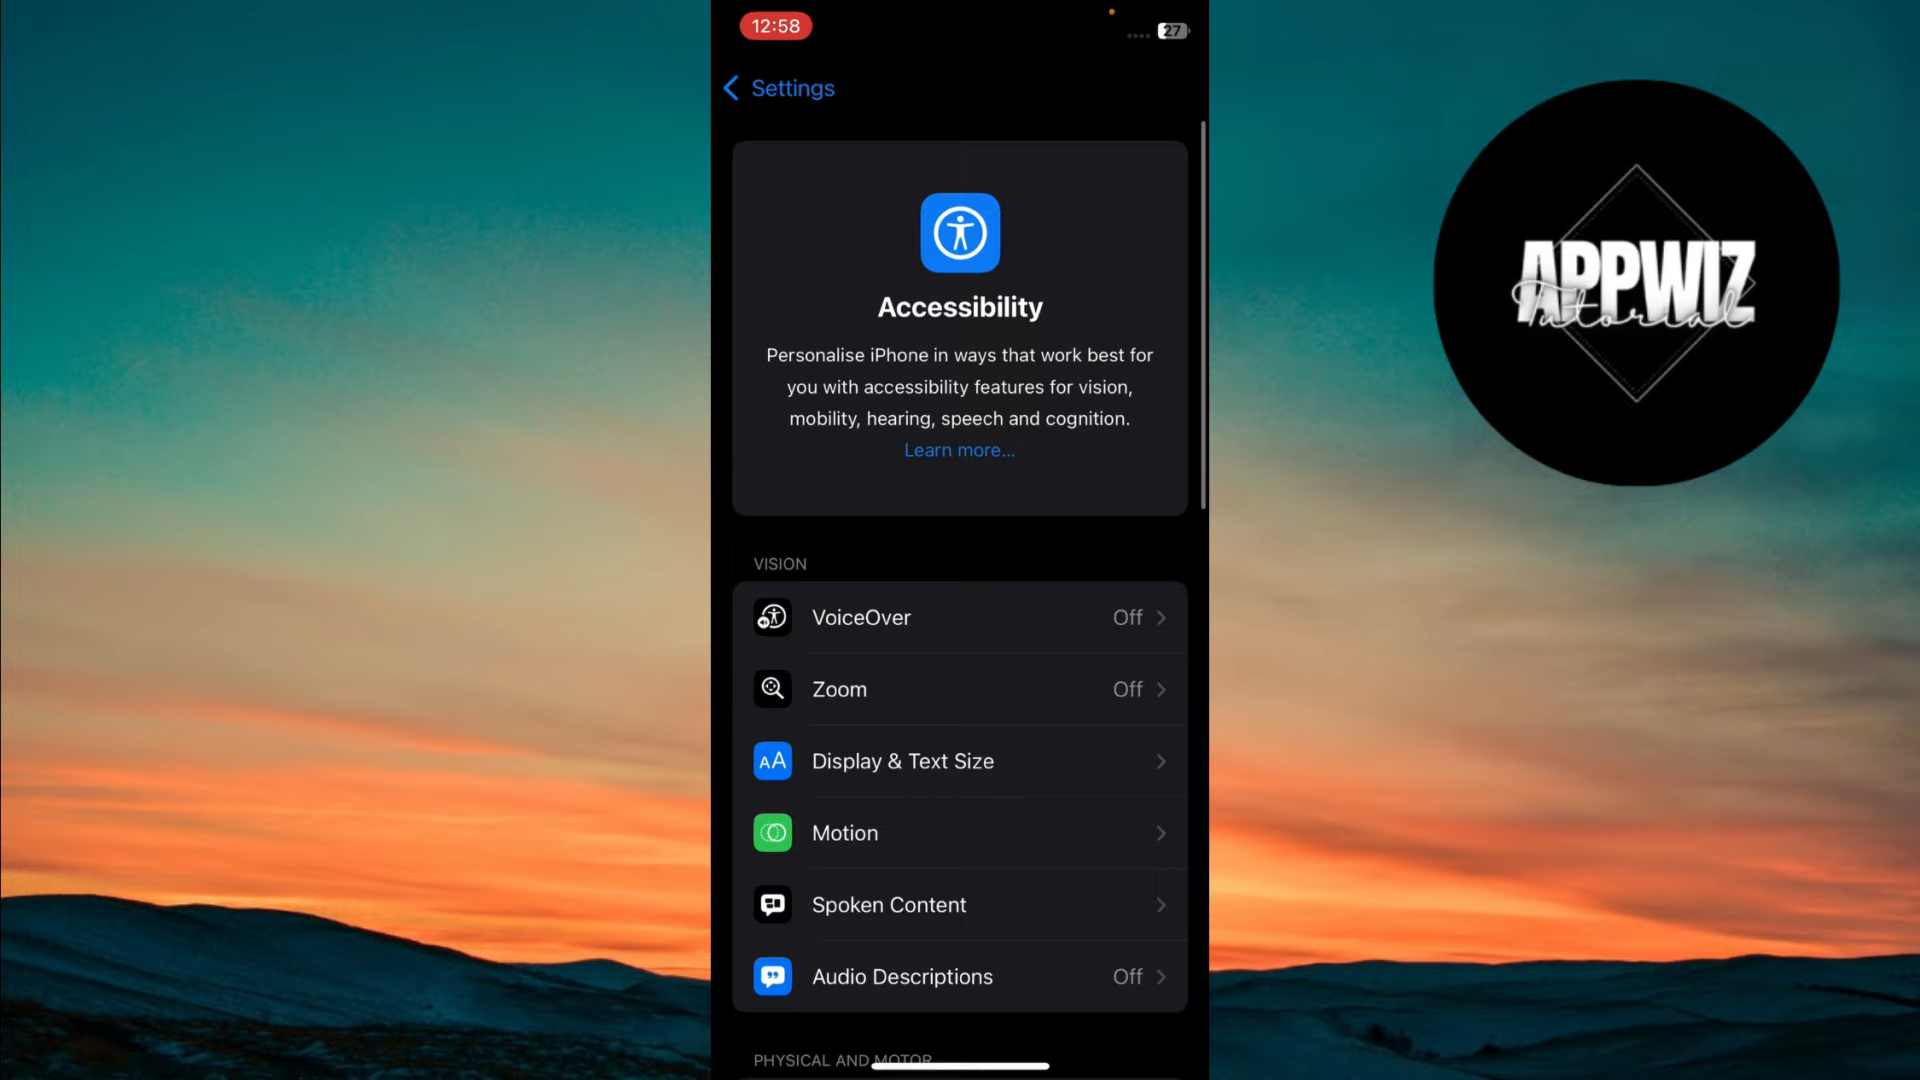 12:58
27
Settings
Accessibility
Personalise iPhone in ways that work best for
you with accessibility features for vision,
mobility, hearing, speech and cognition.
Learn more...
VISION
VoiceOver Off
Zoom Off
AA Display & Text Size
Motion
Spoken Content
Audio Descriptions Off
PHYSICAL AND MOTOR
APPWIZ
Tutorial